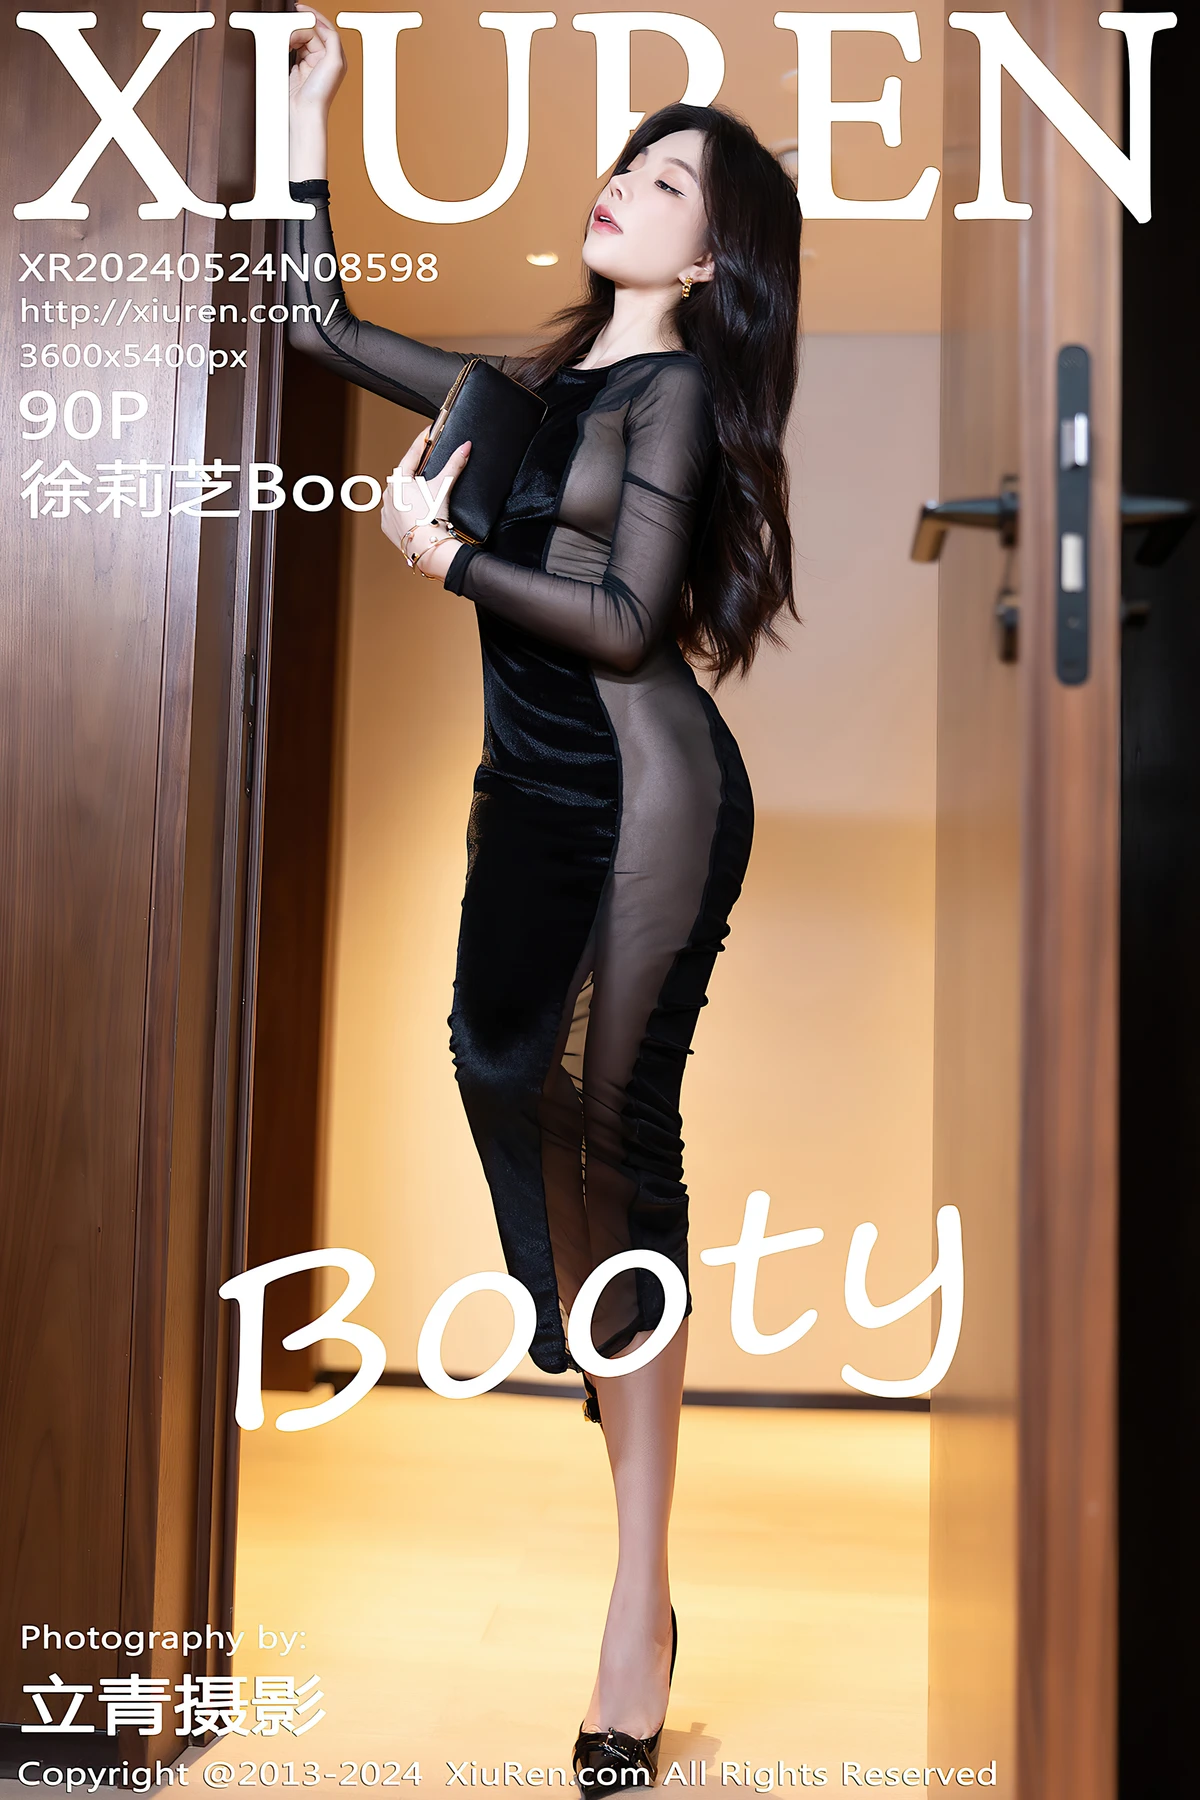 XIUREN
XR20240524N08598
http://xiuren.com/
3600x5400px
90P
徐莉芝Booty
Booty
Photography by:
立青摄影
Copyright @2013-2024 XiuRen.com All Rights Reserved